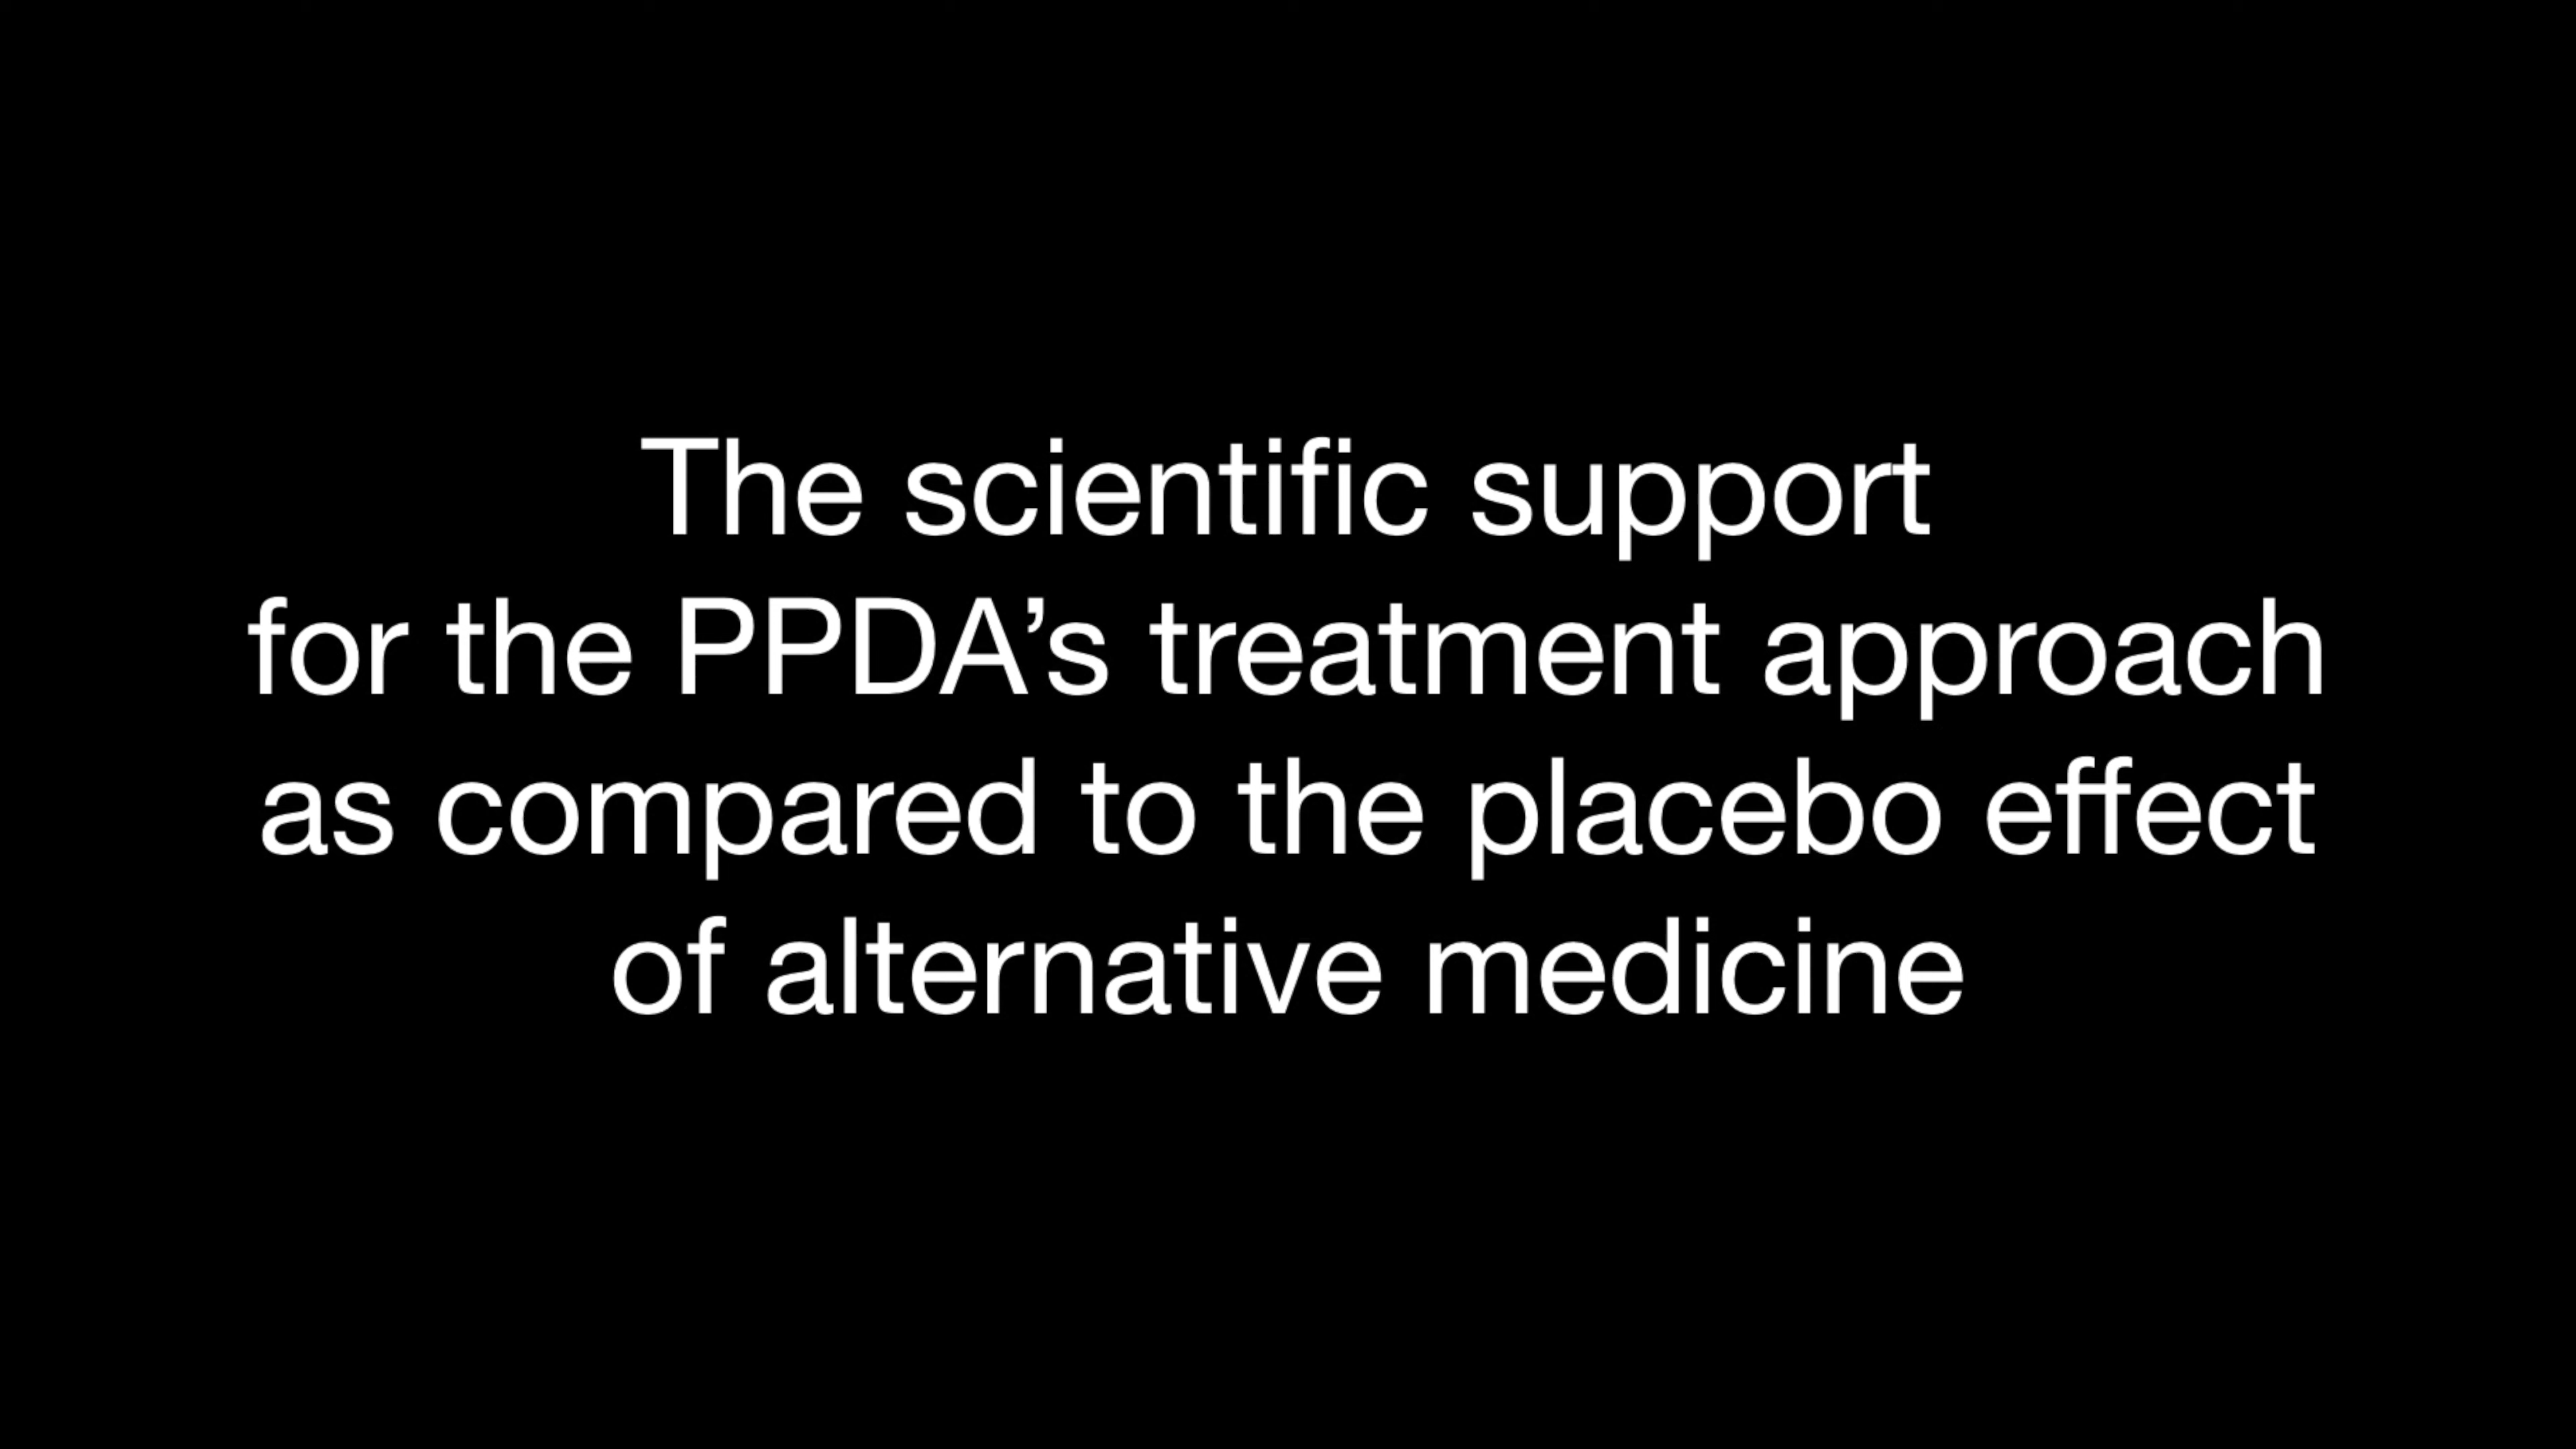 The scientific support
for the PPDA’s treatment approach
as compared to the placebo effect
of alternative medicine